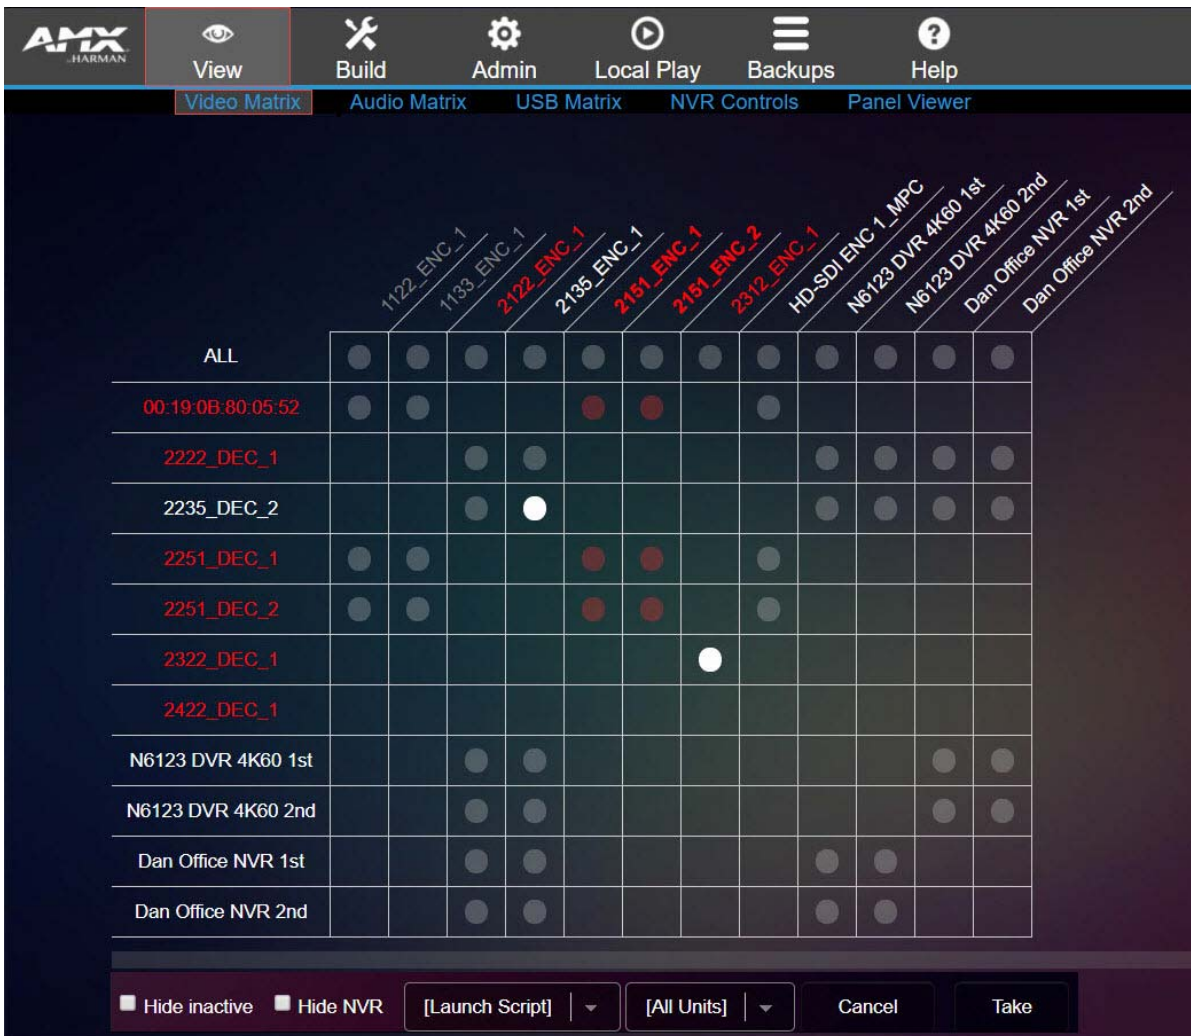 AMX
by HARMAN
View
Build
Admin
Local Play
Backups
Help
Video Matrix
Audio Matrix
USB Matrix
NVR Controls
Panel Viewer
1122_ENC_1
1133_ENC_1
2122_ENC_1
2135_ENC_1
2151_ENC_1
2151_ENC_2
2312_ENC_1
HD-SDI ENC 1_MPC
N6123 DVR 4K60 1st
N6123 DVR 4K60 2nd
Dan Office NVR 1st
Dan Office NVR 2nd
ALL
00:19:0B:80:05:52
2222_DEC_1
2235_DEC_2
2251_DEC_1
2251_DEC_2
2322_DEC_1
2422_DEC_1
N6123 DVR 4K60 1st
N6123 DVR 4K60 2nd
Dan Office NVR 1st
Dan Office NVR 2nd
Hide inactive
Hide NVR
[Launch Script]
[All Units]
Cancel
Take